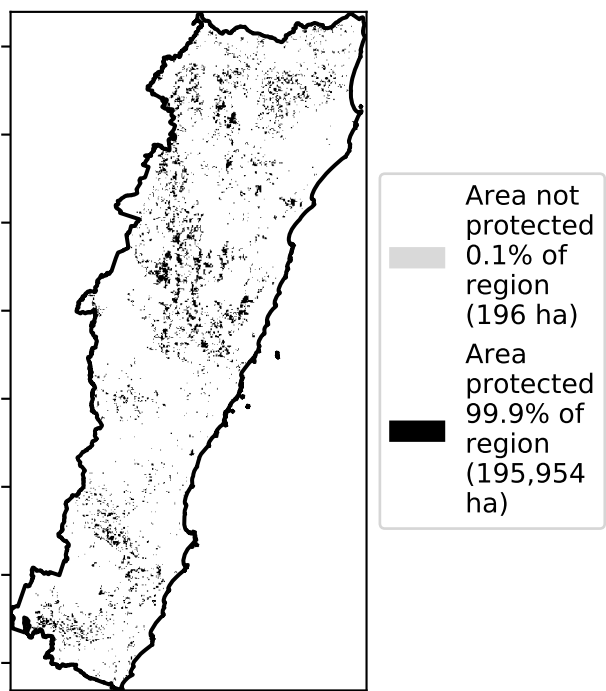 Area not
protected
0.1% of
region
(196 ha)
Area
protected
99.9% of
region
(195,954
ha)